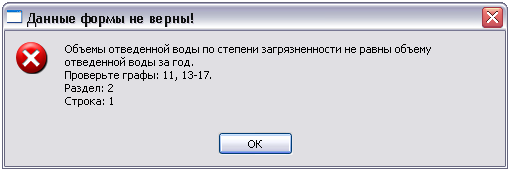 Данные формы не верны!
Объемы отведенной воды по степени загрязненности не равны объему
отведенной воды за год.
Проверьте графы: 11, 13-17.
Раздел: 2
Строка: 1
OK